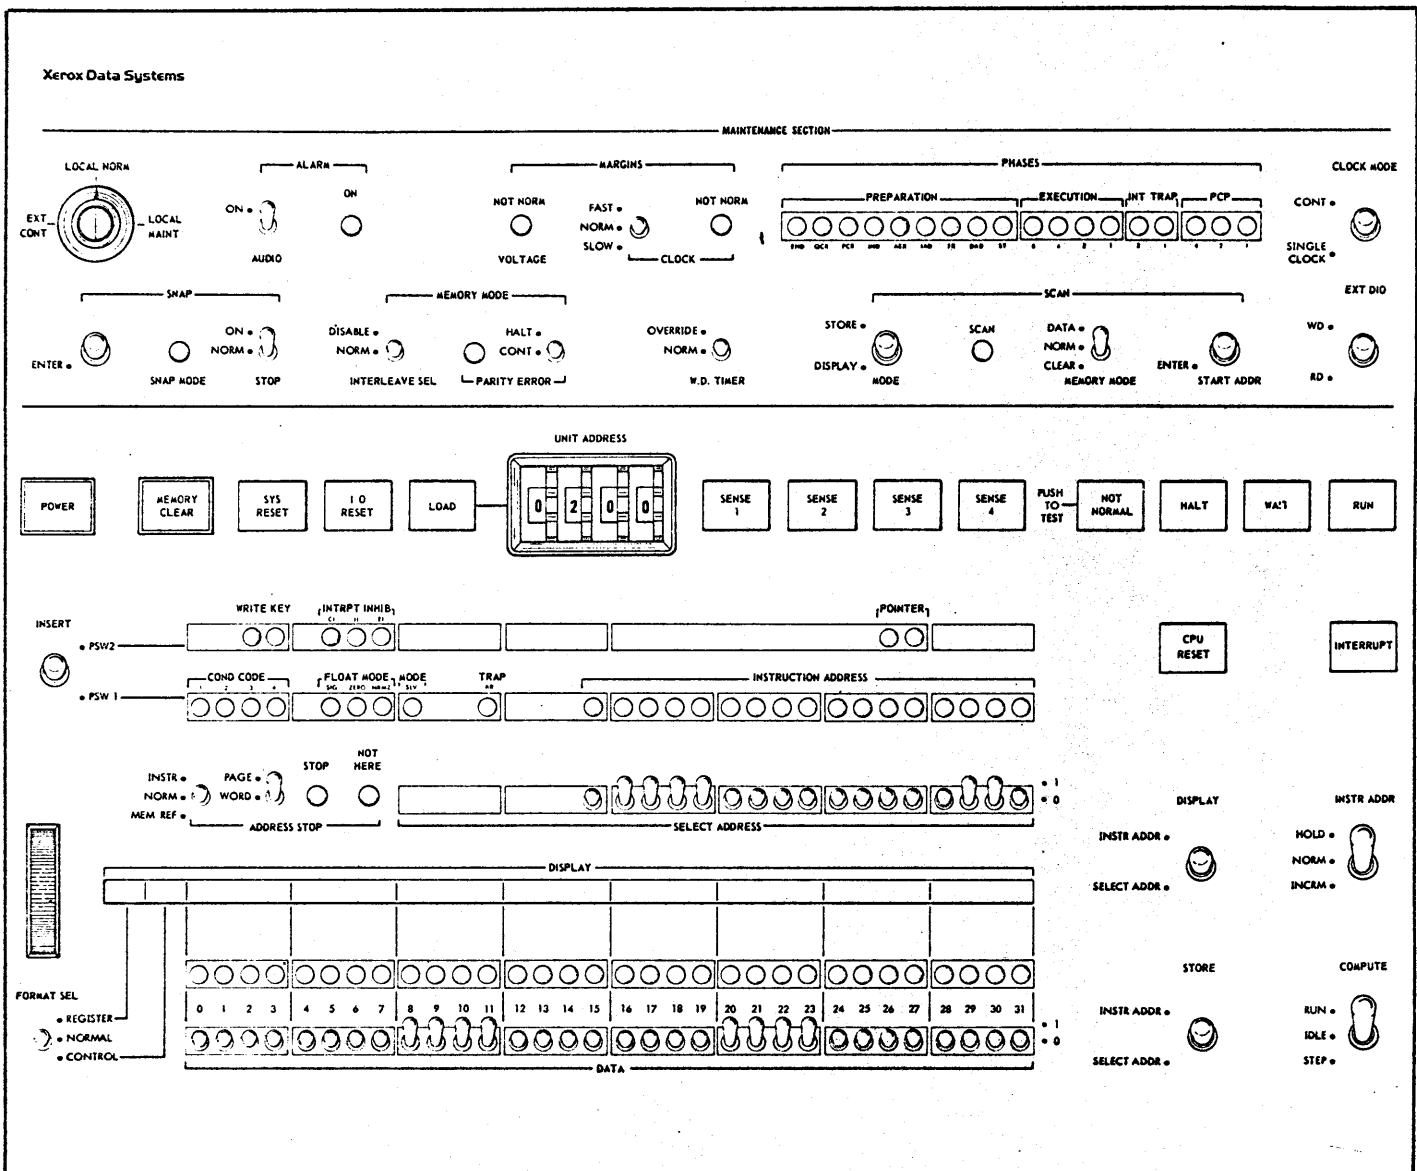 Xerox Data Systems
MAINTENANCE SECTION
LOCAL NORM
EXT CONT
LOCAL MAINT
ALARM
ON
AUDIO
ON
MARGINS
NOT NORM
VOLTAGE
FAST
NORM
SLOW
NOT NORM
CLOCK
PHASES
PREPARATION
EXECUTION
INT TRAP
PCP
CLOCK MODE
CONT
SINGLE CLOCK
SNAP
ENTER
SNAP MODE
ON
NORM
STOP
MEMORY MODE
DISABLE
NORM
INTERLEAVE SEL
HALT
CONT
PARITY ERROR
OVERRIDE
NORM
W.D. TIMER
SCAN
STORE
DISPLAY
MODE
SCAN
DATA
NORM
CLEAR
MEMORY MODE
ENTER
START ADDR
EXT DIO
WD
RD
POWER
MEMORY CLEAR
SYS RESET
I O RESET
LOAD
UNIT ADDRESS
0 2 0 0
SENSE 1
SENSE 2
SENSE 3
SENSE 4
PUSH TO TEST
NOT NORMAL
HALT
WAIT
RUN
INSERT
PSW2
PSW 1
WRITE KEY
INTRPT INHIB
CI II EI
POINTER
CPU RESET
INTERRUPT
COND CODE
1 2 3 4
FLOAT MODE
SIG ZERO NRMZ
MODE
SLV
TRAP
AR
INSTRUCTION ADDRESS
INSTR
NORM
MEM REF
PAGE
WORD
STOP
NOT HERE
ADDRESS STOP
SELECT ADDRESS
1
0
DISPLAY
INSTR ADDR
SELECT ADDR
INSTR ADDR
HOLD
NORM
INCRM
DISPLAY
FORMAT SEL
REGISTER
NORMAL
CONTROL
0 1 2 3 4 5 6 7 8 9 10 11 12 13 14 15 16 17 18 19 20 21 22 23 24 25 26 27 28 29 30 31
1
0
DATA
STORE
INSTR ADDR
SELECT ADDR
COMPUTE
RUN
IDLE
STEP